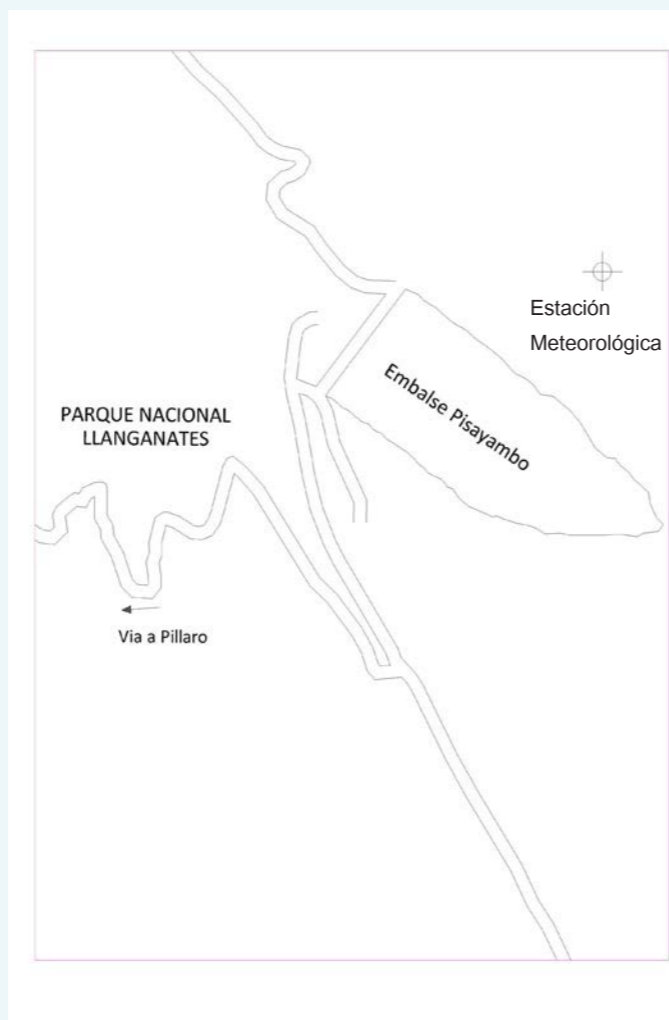 Estación
Meteorológica
Embalse Pisayambo
PARQUE NACIONAL
LLANGANATES
Via a Pillaro